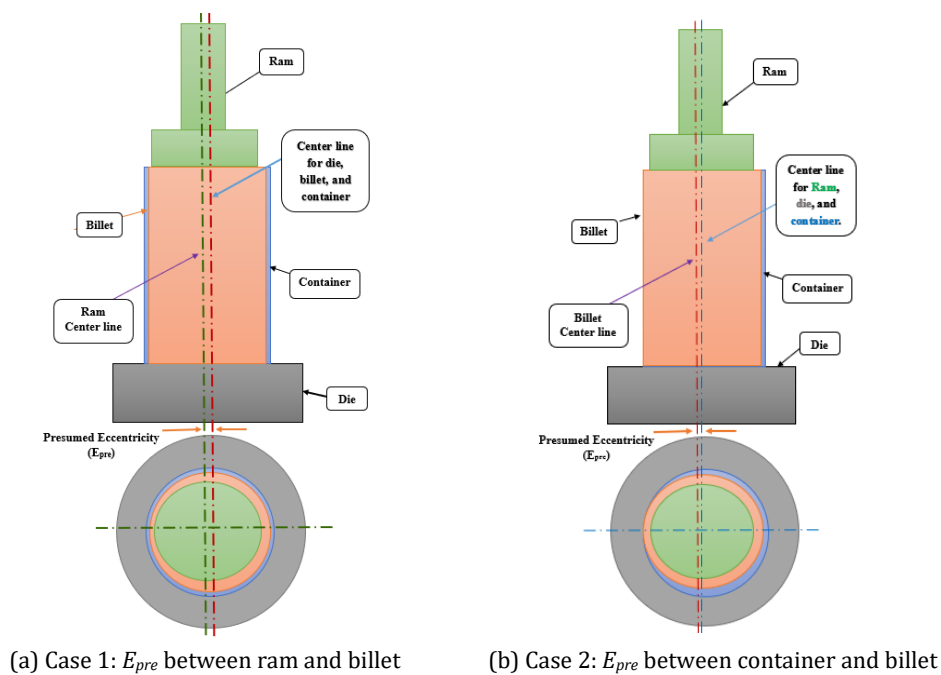 Ram
Center line
for die,
billet, and
container
Billet
Container
Ram
Center line
Die
Presumed Eccentricity
(Epre)
(a) Case 1: Epre between ram and billet
Ram
Center line
for Ram,
die, and
container.
Billet
Container
Billet
Center line
Die
Presumed Eccentricity
(Epre)
(b) Case 2: Epre between container and billet